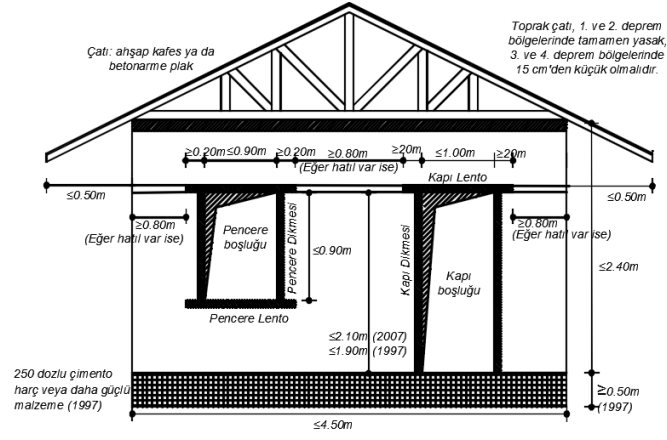 Çatı: ahşap kafes ya da
betonarme plak
Toprak çatı, 1. ve 2. deprem
bölgelerinde tamamen yasak,
3. ve 4. deprem bölgelerinde
15 cm'den küçük olmalıdır.
≥0.20m ≤0.90m ≥0.20m ≥0.80m ≥20m ≤1.00m ≥20m
(Eğer hatıl var ise)
Kapı Lento
≤0.50m
≤0.50m
≥0.80m
(Eğer hatıl var ise)
Pencere
boşluğu
Pencere Dikmesi
≤0.90m
Kapı Dikmesi
Kapı
boşluğu
≥0.80m
(Eğer hatıl var ise)
≤2.40m
Pencere Lento
≤2.10m (2007)
≤1.90m (1997)
250 dozlu çimento
harç veya daha güçlü
malzeme (1997)
≥0.50m
(1997)
≤4.50m